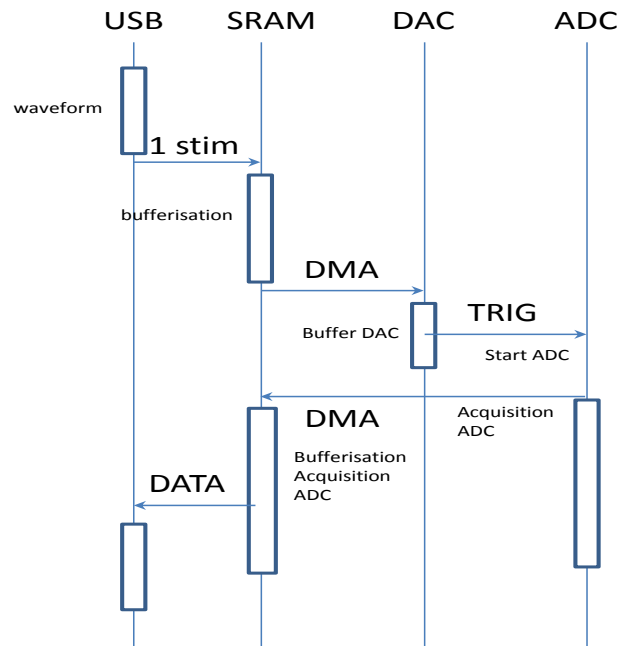 USB SRAM DAC ADC
waveform
1 stim
bufferisation
DMA
Buffer DAC
TRIG
Start ADC
DMA
Acquisition
ADC
Bufferisation
Acquisition
ADC
DATA